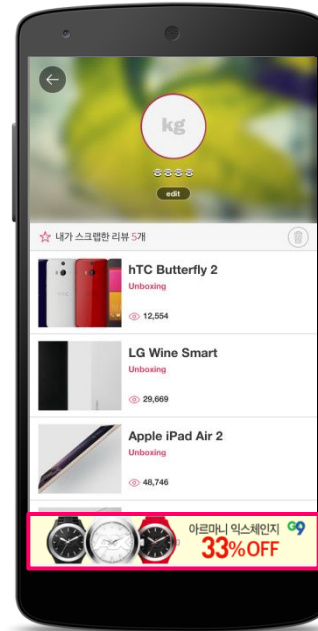 kg
ㅎㅎㅎㅎ
edit
내가 스크랩한 리뷰 5개
hTC Butterfly 2
Unboxing
12,554
LG Wine Smart
Unboxing
29,669
Apple iPad Air 2
Unboxing
48,746
아르마니 익스체인지 G9
33%OFF